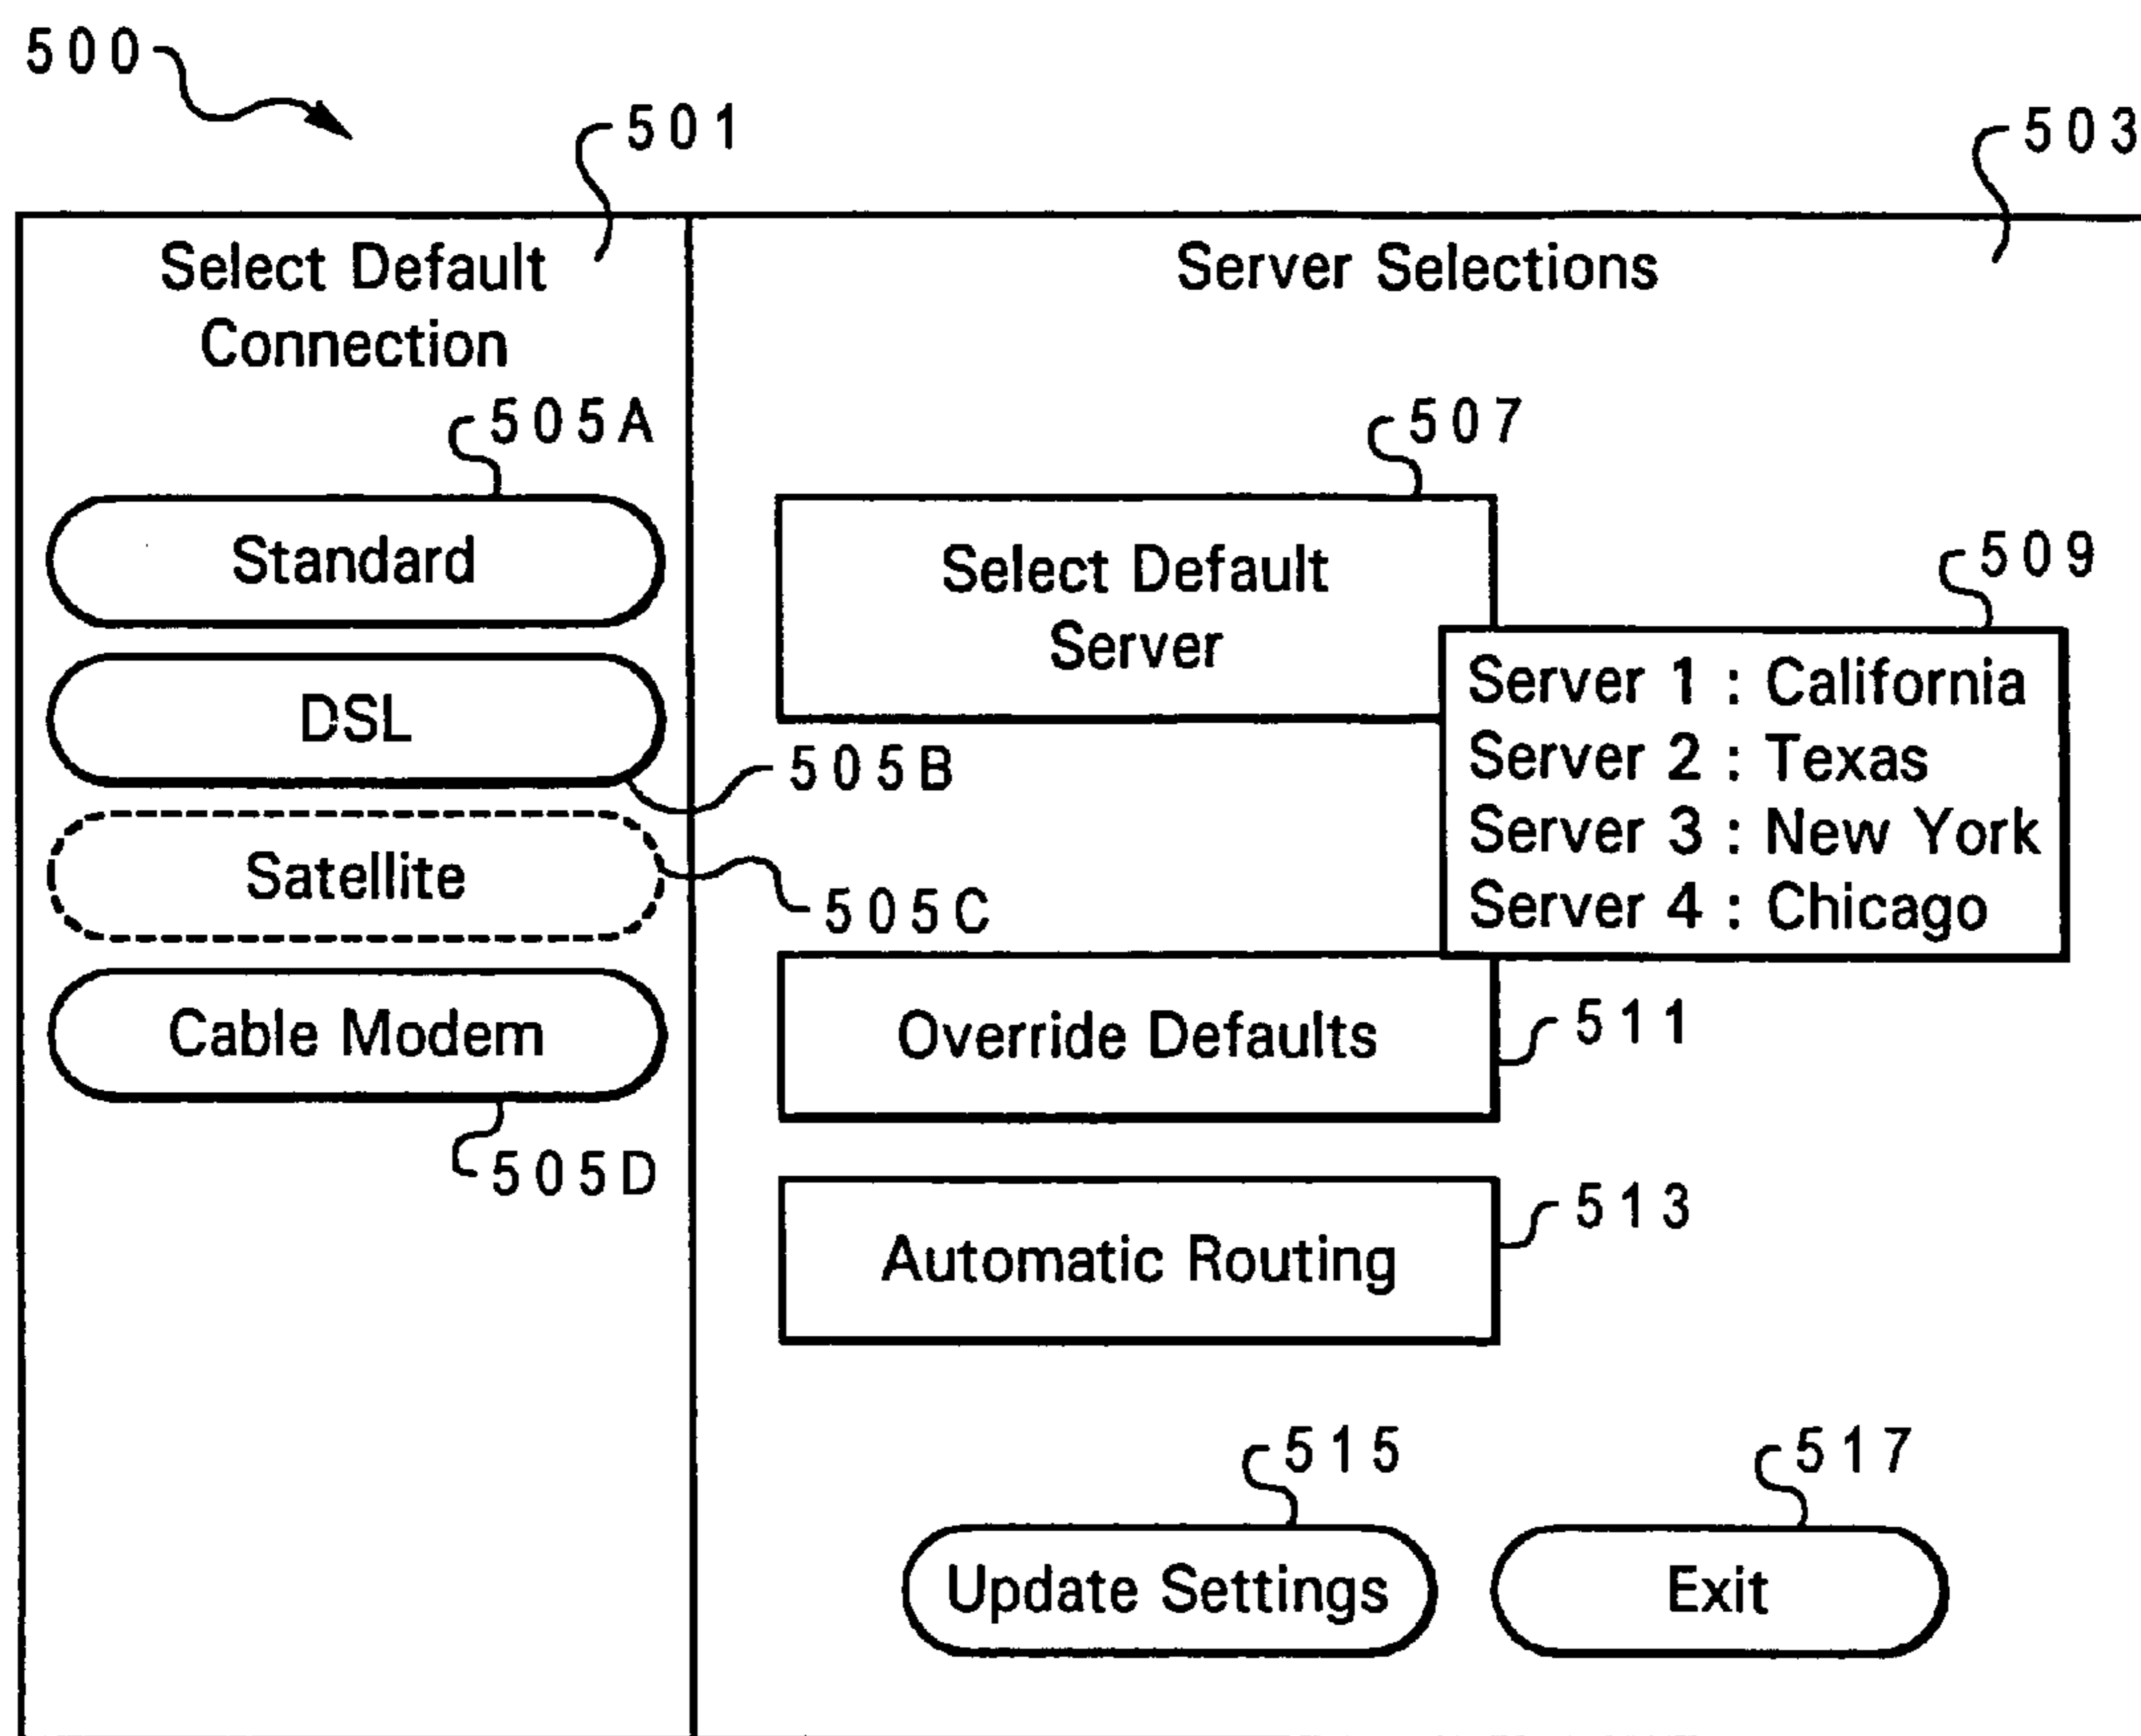 500
501
503
Select Default
Connection
Server Selections
505A
507
Standard
Select Default
Server
509
DSL
505B
Server 1 : California
Server 2 : Texas
Server 3 : New York
Server 4 : Chicago
Satellite
505C
Cable Modem
Override Defaults
511
505D
Automatic Routing
513
515
517
Update Settings
Exit